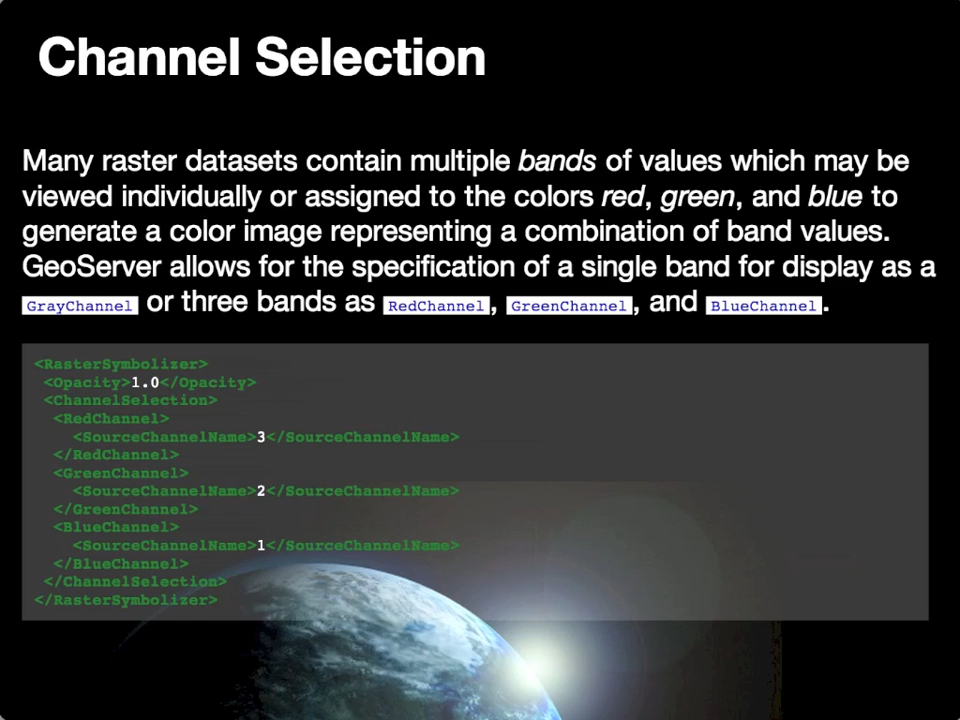 Channel Selection
Many raster datasets contain multiple bands of values which may be
viewed individually or assigned to the colors red, green, and blue to
generate a color image representing a combination of band values.
GeoServer allows for the specification of a single band for display as a
GrayChannel or three bands as RedChannel, GreenChannel, and BlueChannel.
<RasterSymbolizer>
<Opacity>1.0</Opacity>
<ChannelSelection>
<RedChannel>
<SourceChannelName>3</SourceChannelName>
</RedChannel>
<GreenChannel>
<SourceChannelName>2</SourceChannelName>
</GreenChannel>
<BlueChannel>
<SourceChannelName>1</SourceChannelName>
</BlueChannel>
</ChannelSelection>
</RasterSymbolizer>